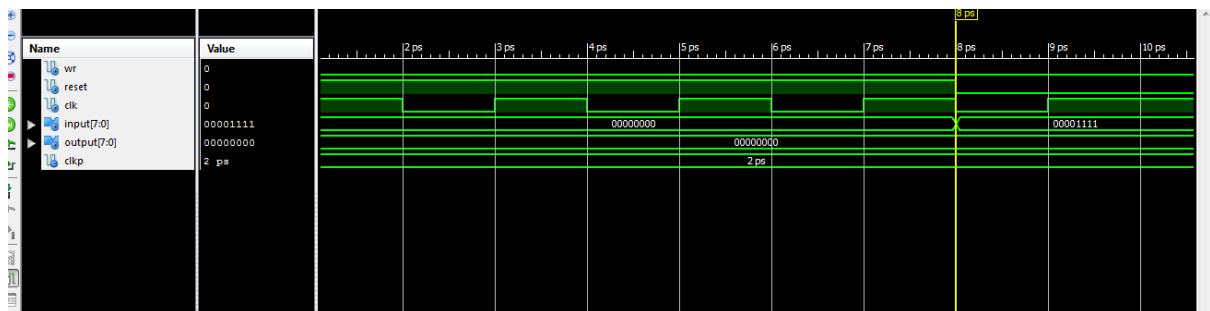 8 ps
Name Value
2 ps 3 ps 4 ps 5 ps 6 ps 7 ps 8 ps 9 ps 10 ps
wr 0
reset 0
clk 0
input[7:0] 00001111 00000000 00001111
output[7:0] 00000000 00000000
clkp 2 ps 2 ps